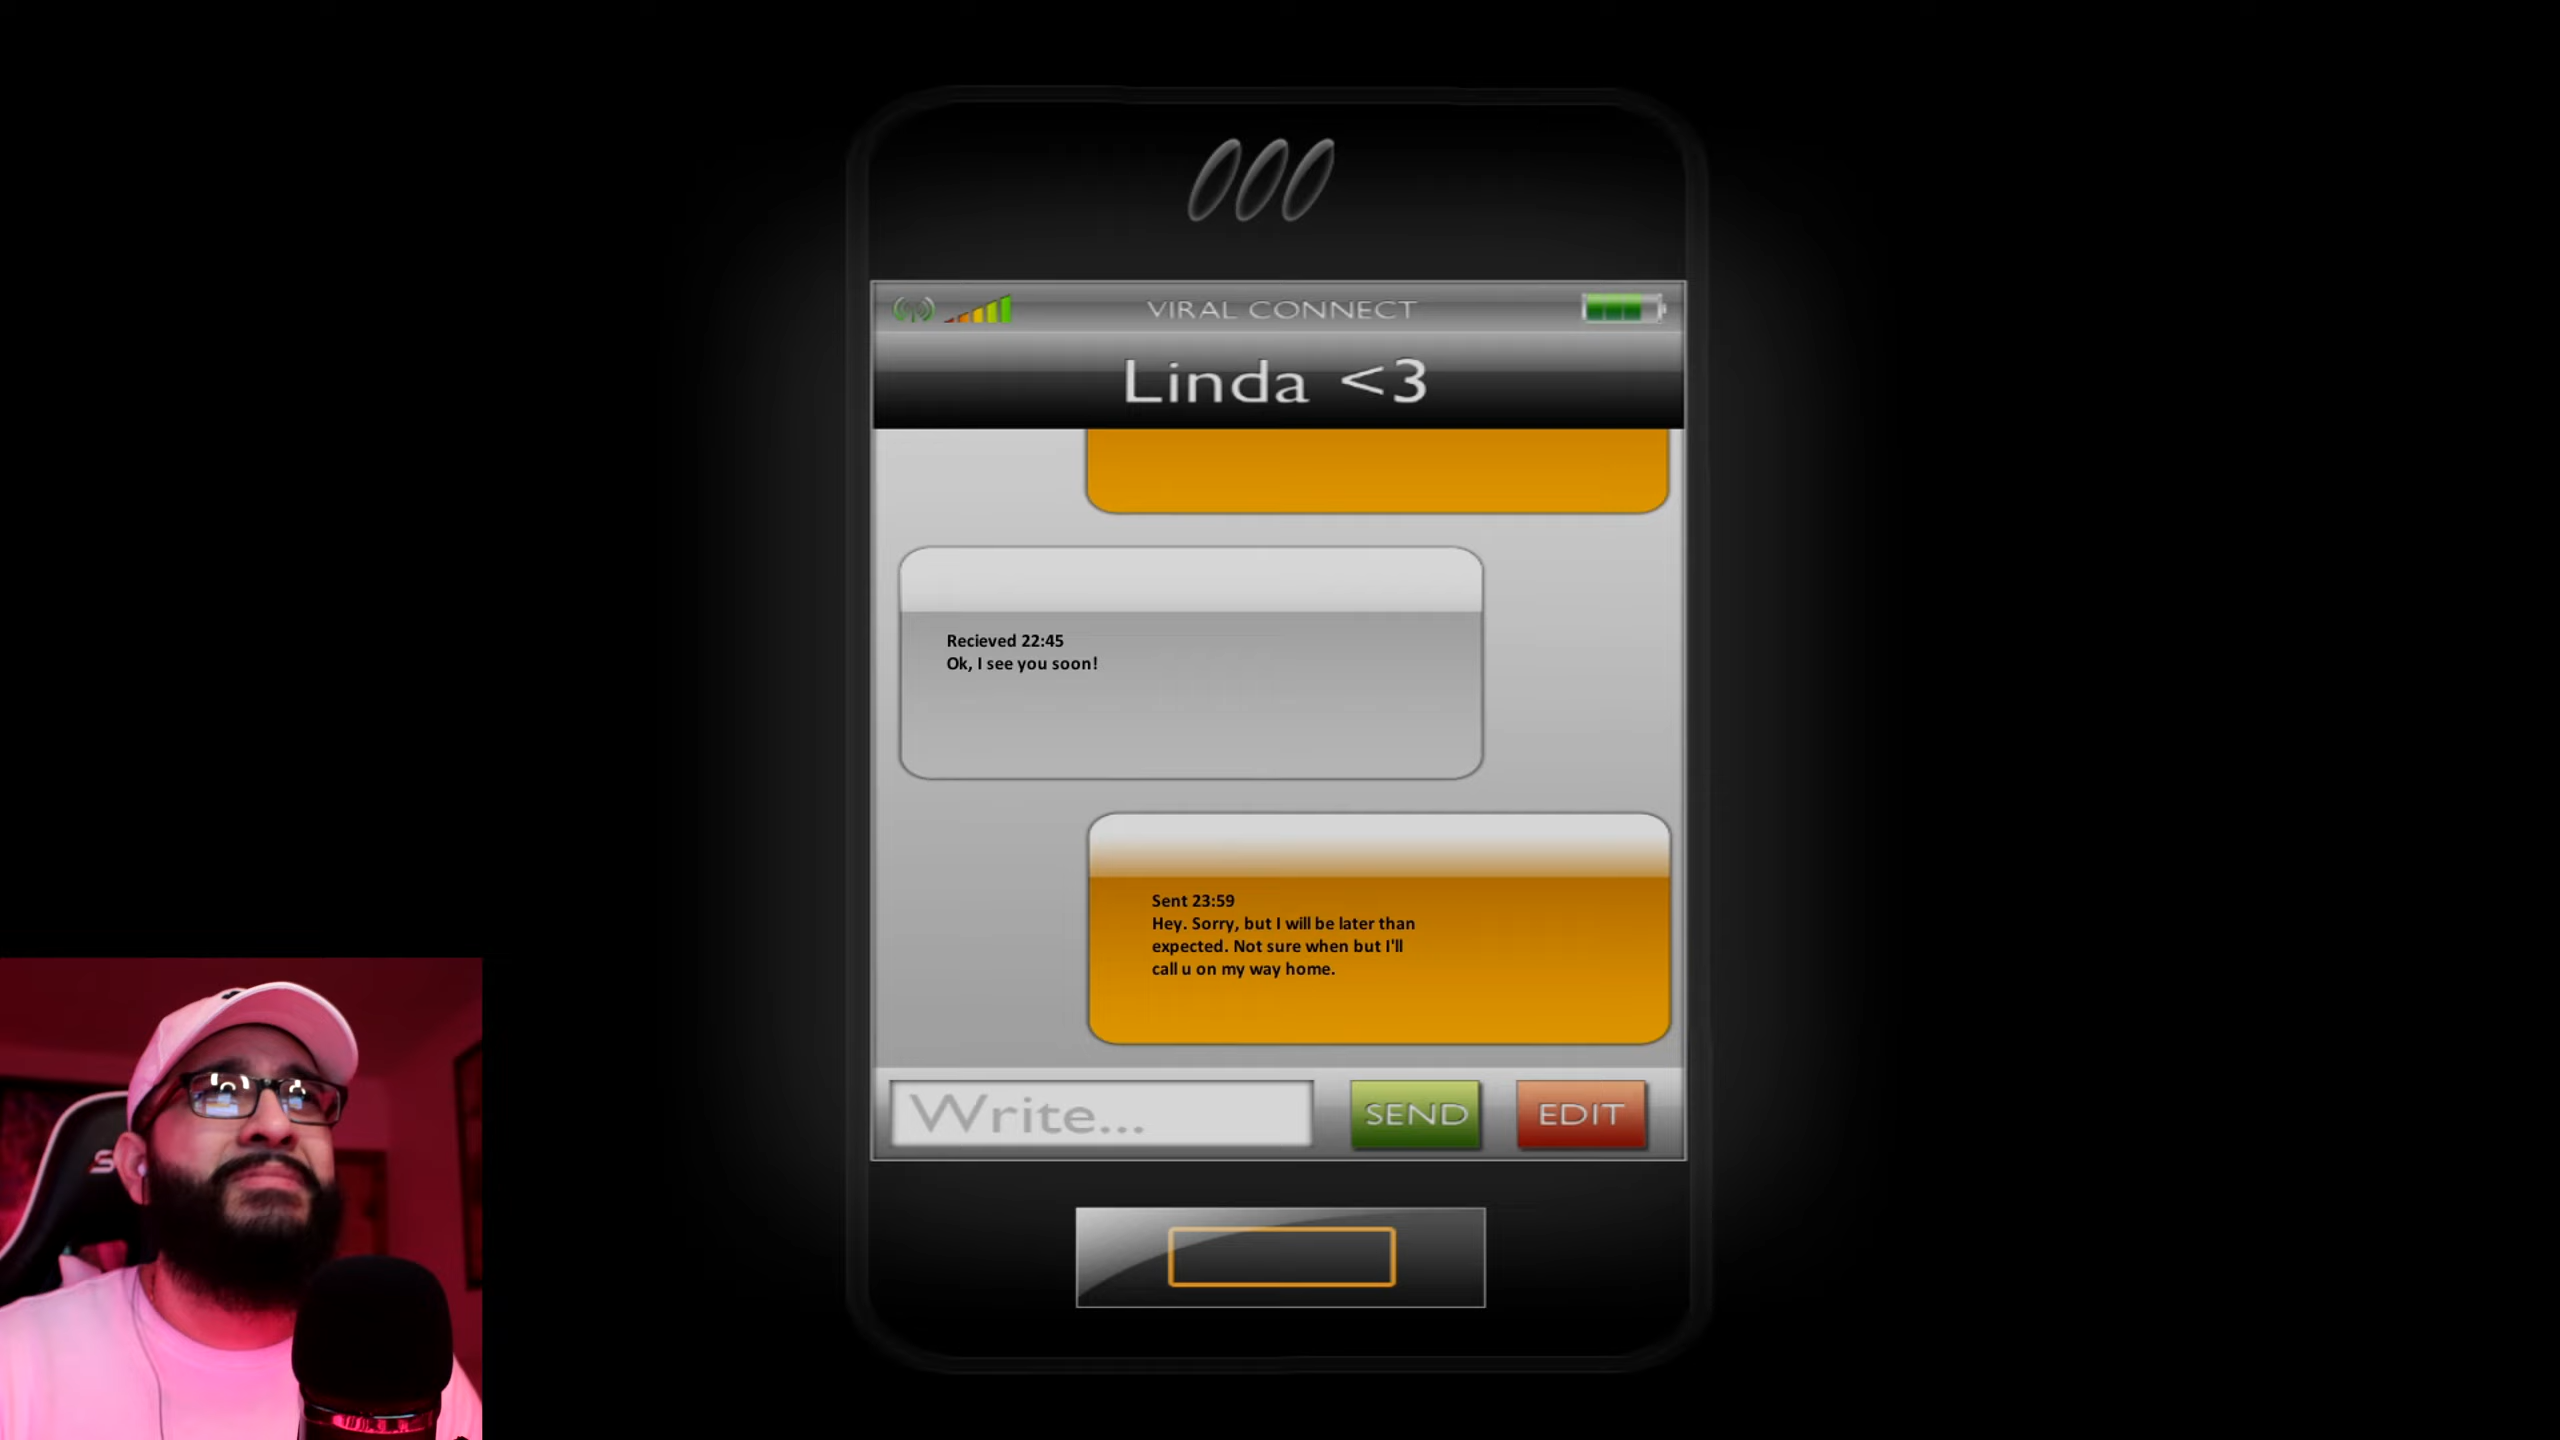 VIRAL CONNECT
Linda <3
Recieved 22:45
Ok, I see you soon!
Sent 23:59
Hey. Sorry, but I will be later than
expected. Not sure when but I'll
call u on my way home.
Write...
SEND
EDIT